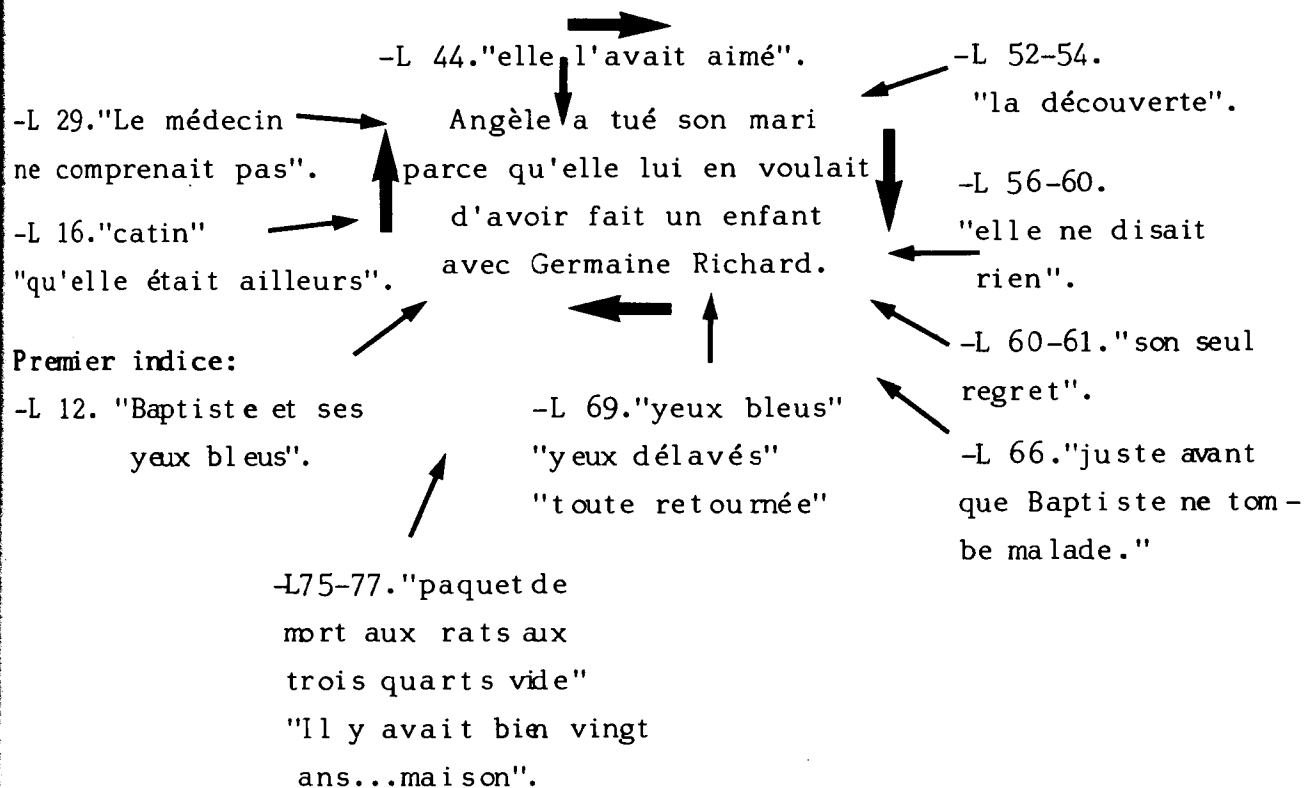 -L 44."elle l'avait aimé".
-L 52-54.
"la découverte".
-L 29."Le médecin
ne comprenait pas".
Angèle a tué son mari
parce qu'elle lui en voulait
d'avoir fait un enfant
avec Germaine Richard.
-L 56-60.
"elle ne disait
rien".
-L 16."catin"
"qu'elle était ailleurs".
-L 60-61."son seul
regret".
Premier indice:
-L 12. "Baptiste et ses
yeux bleus".
-L 69."yeux bleus"
"yeux délavés"
"toute retournée"
-L 66."juste avant
que Baptiste ne tom-
be malade."
-L75-77."paquet de
mort aux rats aux
trois quarts vide"
"Il y avait bien vingt
ans...maison".